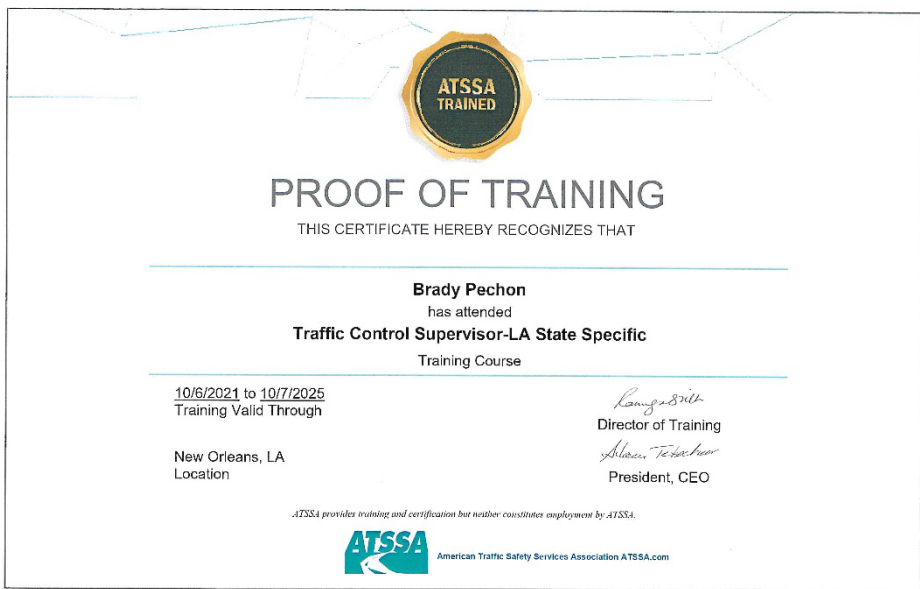 ATSSA
TRAINED
PROOF OF TRAINING
THIS CERTIFICATE HEREBY RECOGNIZES THAT
Brady Pechon
has attended
Traffic Control Supervisor-LA State Specific
Training Course
10/6/2021 to 10/7/2025
Training Valid Through
Director of Training
New Orleans, LA
Location
President, CEO
ATSSA provides training and certification but neither constitutes employment by ATSSA.
ATSSA
American Traffic Safety Services Association ATSSA.com